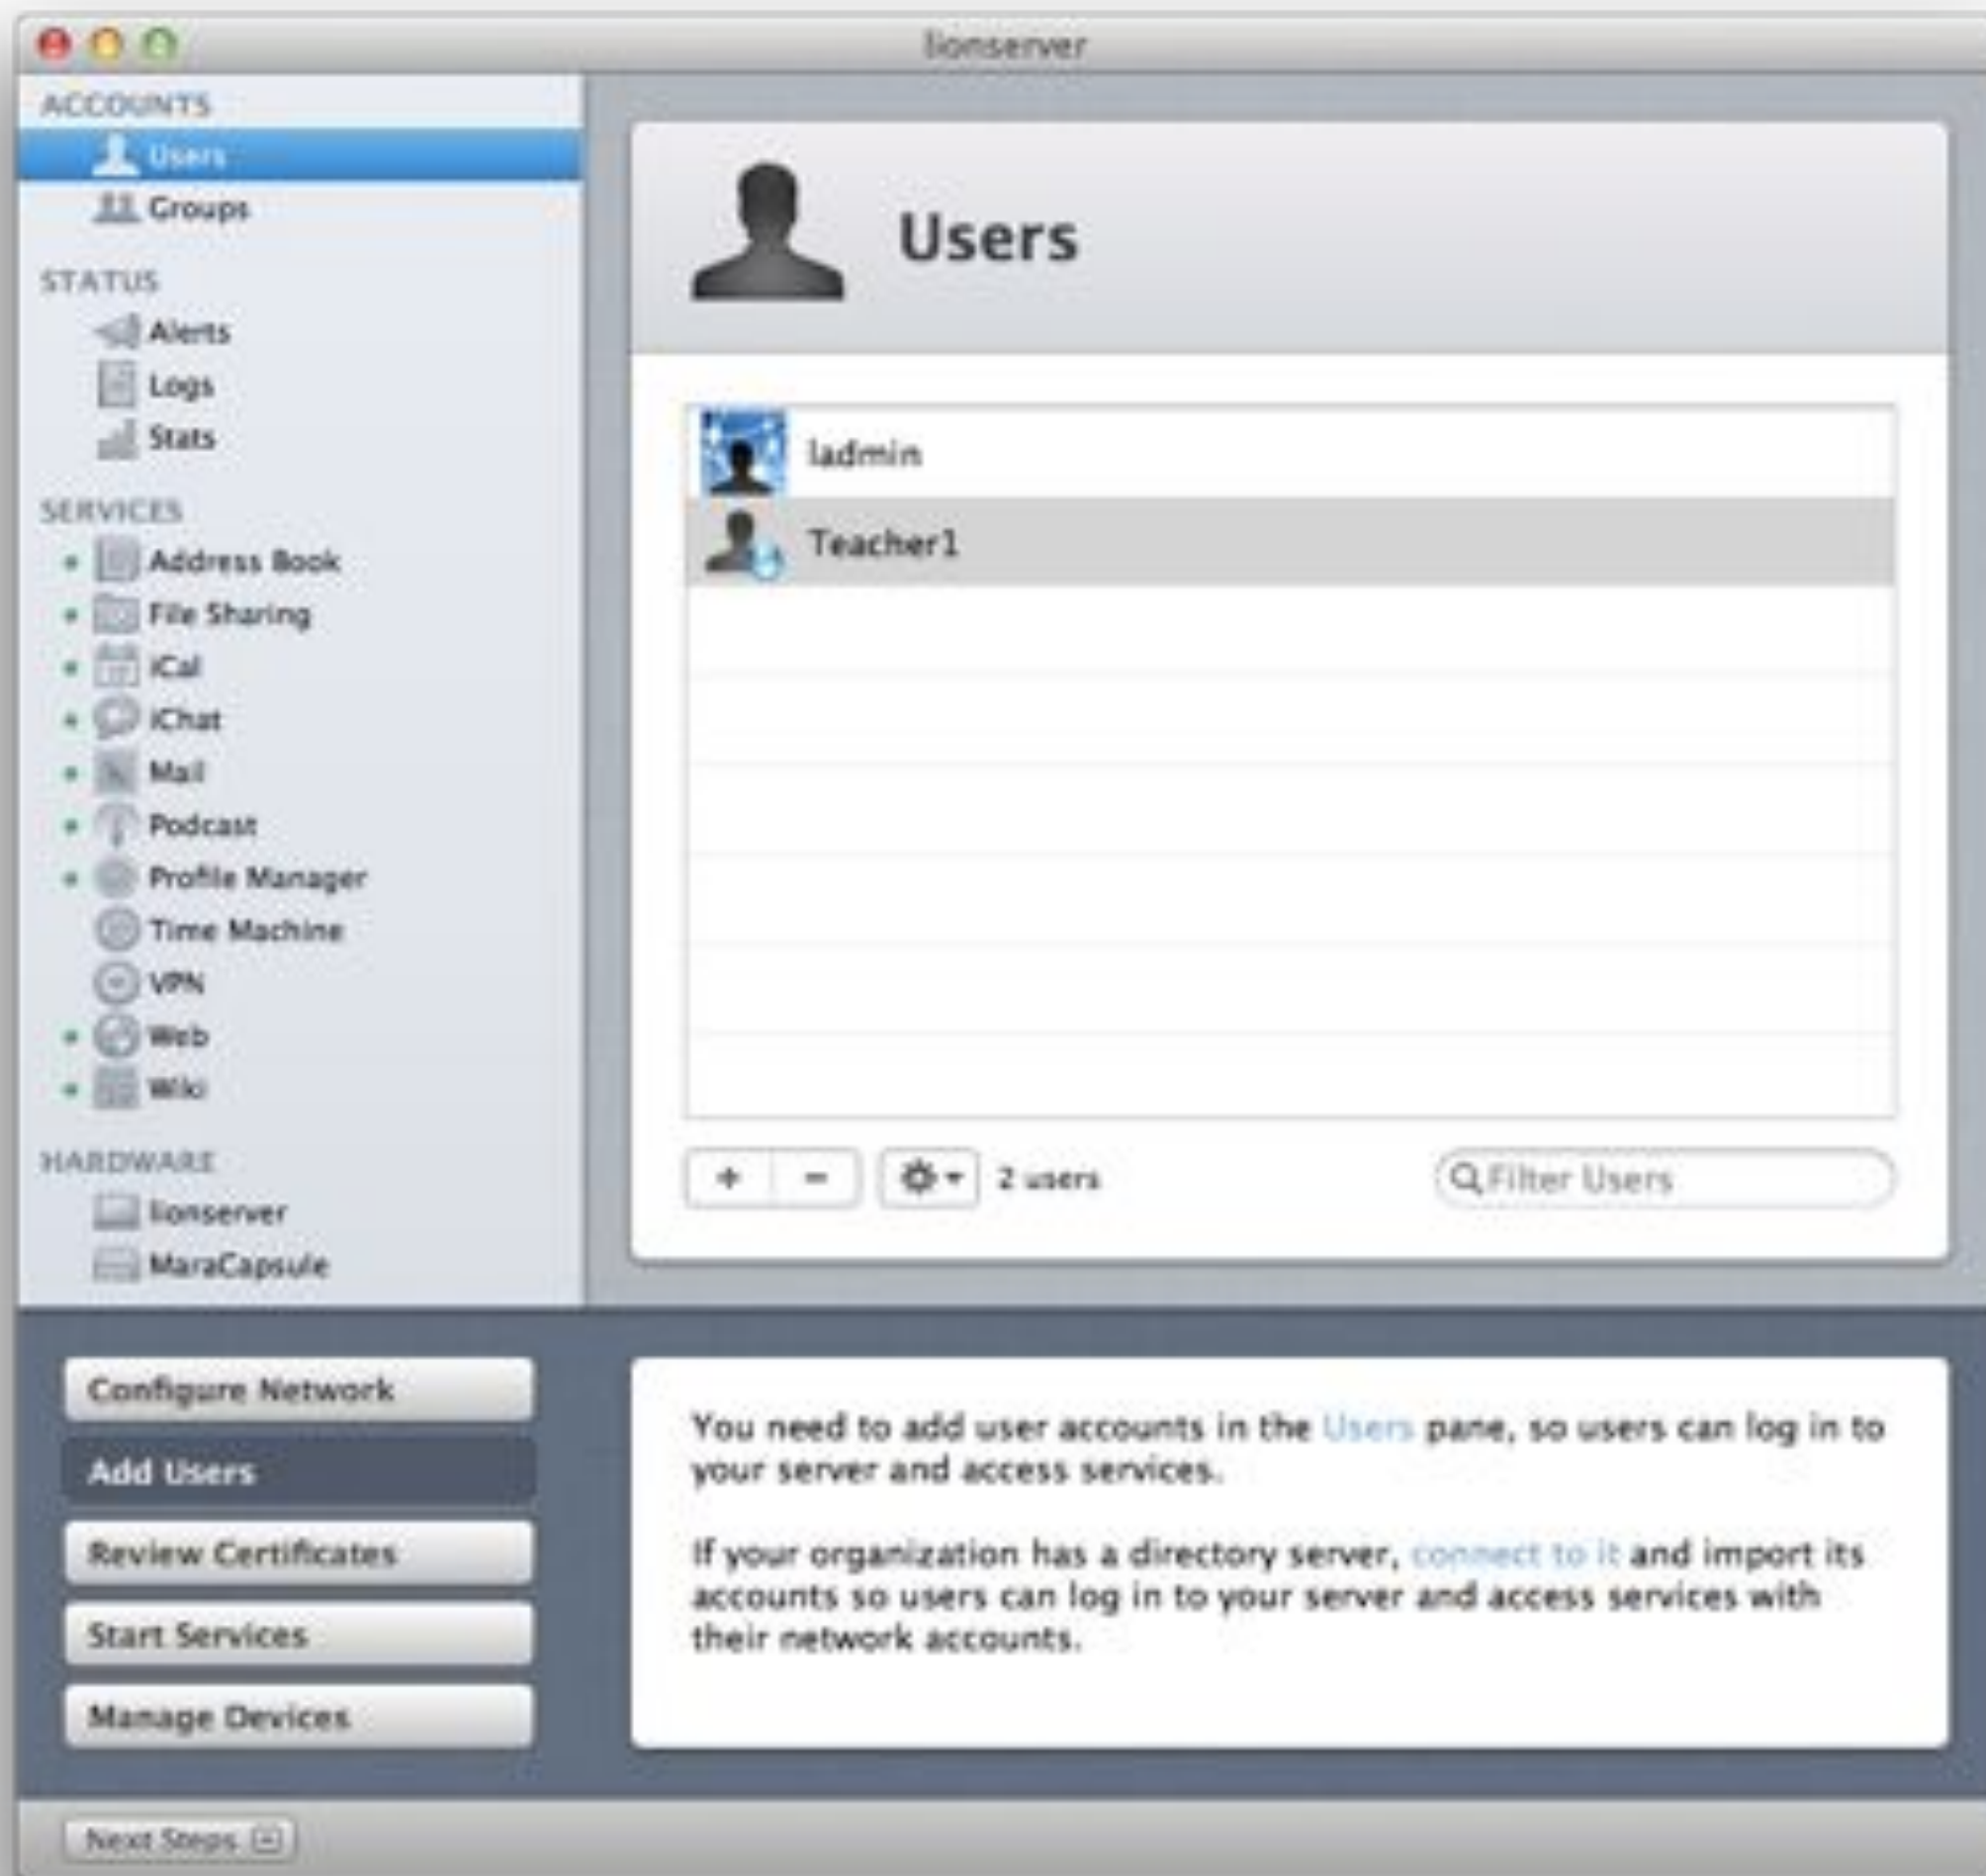 lionserver
ACCOUNTS
Users
Groups
STATUS
Alerts
Logs
Stats
SERVICES
Address Book
File Sharing
iCal
iChat
Mail
Podcast
Profile Manager
Time Machine
VPN
Web
Wiki
HARDWARE
lionserver
MaraCapsule
Users
ladmin
Teacher1
+ −
2 users
Filter Users
Configure Network
Add Users
Review Certificates
Start Services
Manage Devices
You need to add user accounts in the Users pane, so users can log in to
your server and access services.
If your organization has a directory server, connect to it and import its
accounts so users can log in to your server and access services with
their network accounts.
Next Steps